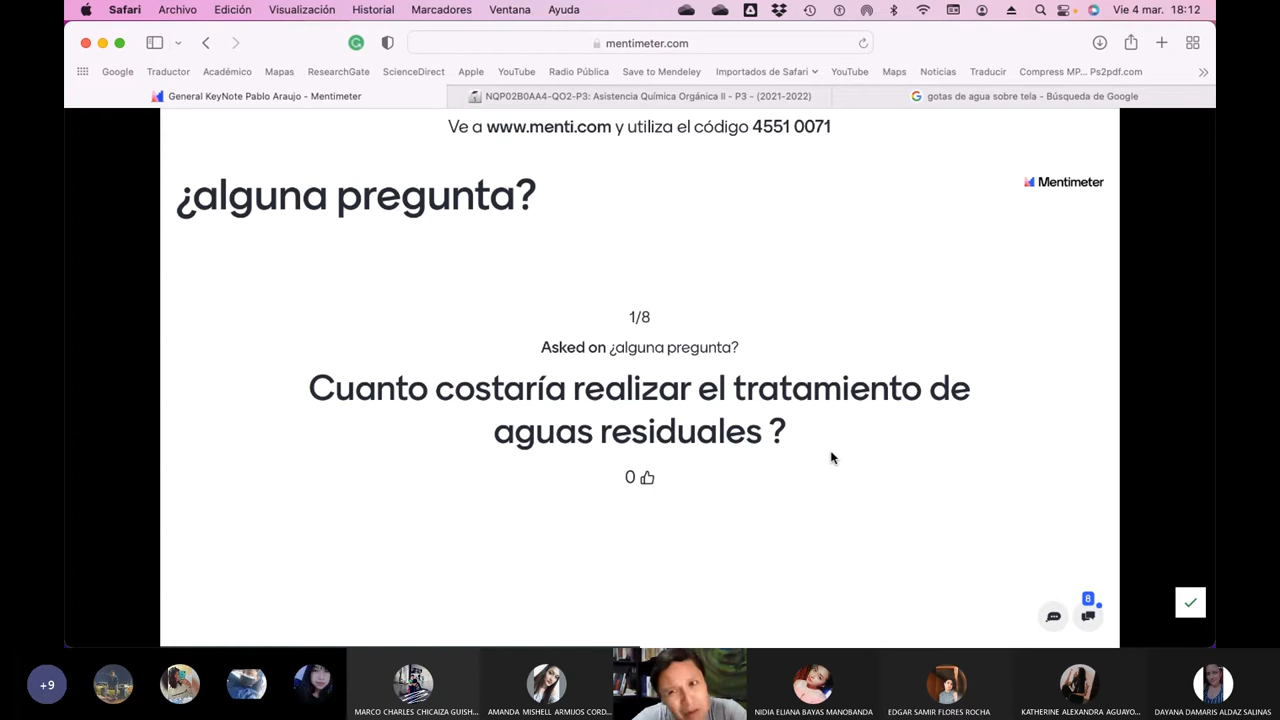 Safari Archivo Edición Visualización Historial Marcadores Ventana Ayuda Vie 4 mar. 18:12
mentimeter.com
Google Traductor Académico Mapas ResearchGate ScienceDirect Apple YouTube Radio Pública Save to Mendeley Importados de Safari YouTube Maps Noticias Traducir Compress MP... Ps2pdf.com
General KeyNote Pablo Araujo - Mentimeter NQP02B0AA4-QO2-P3: Asistencia Química Orgánica II - P3 - (2021-2022) gotas de agua sobre tela - Búsqueda de Google
Ve a www.menti.com y utiliza el código 4551 0071
¿alguna pregunta?
Mentimeter
1/8
Asked on ¿alguna pregunta?
Cuanto costaría realizar el tratamiento de
aguas residuales ?
0
8
+9
MARCO CHARLES CHICAIZA GUISH... AMANDA MISHELL ARMIJOS CORD... NIDIA ELIANA BAYAS MANOBANDA EDGAR SAMIR FLORES ROCHA KATHERINE ALEXANDRA AGUAYO... DAYANA DAMARIS ALDAZ SALINAS